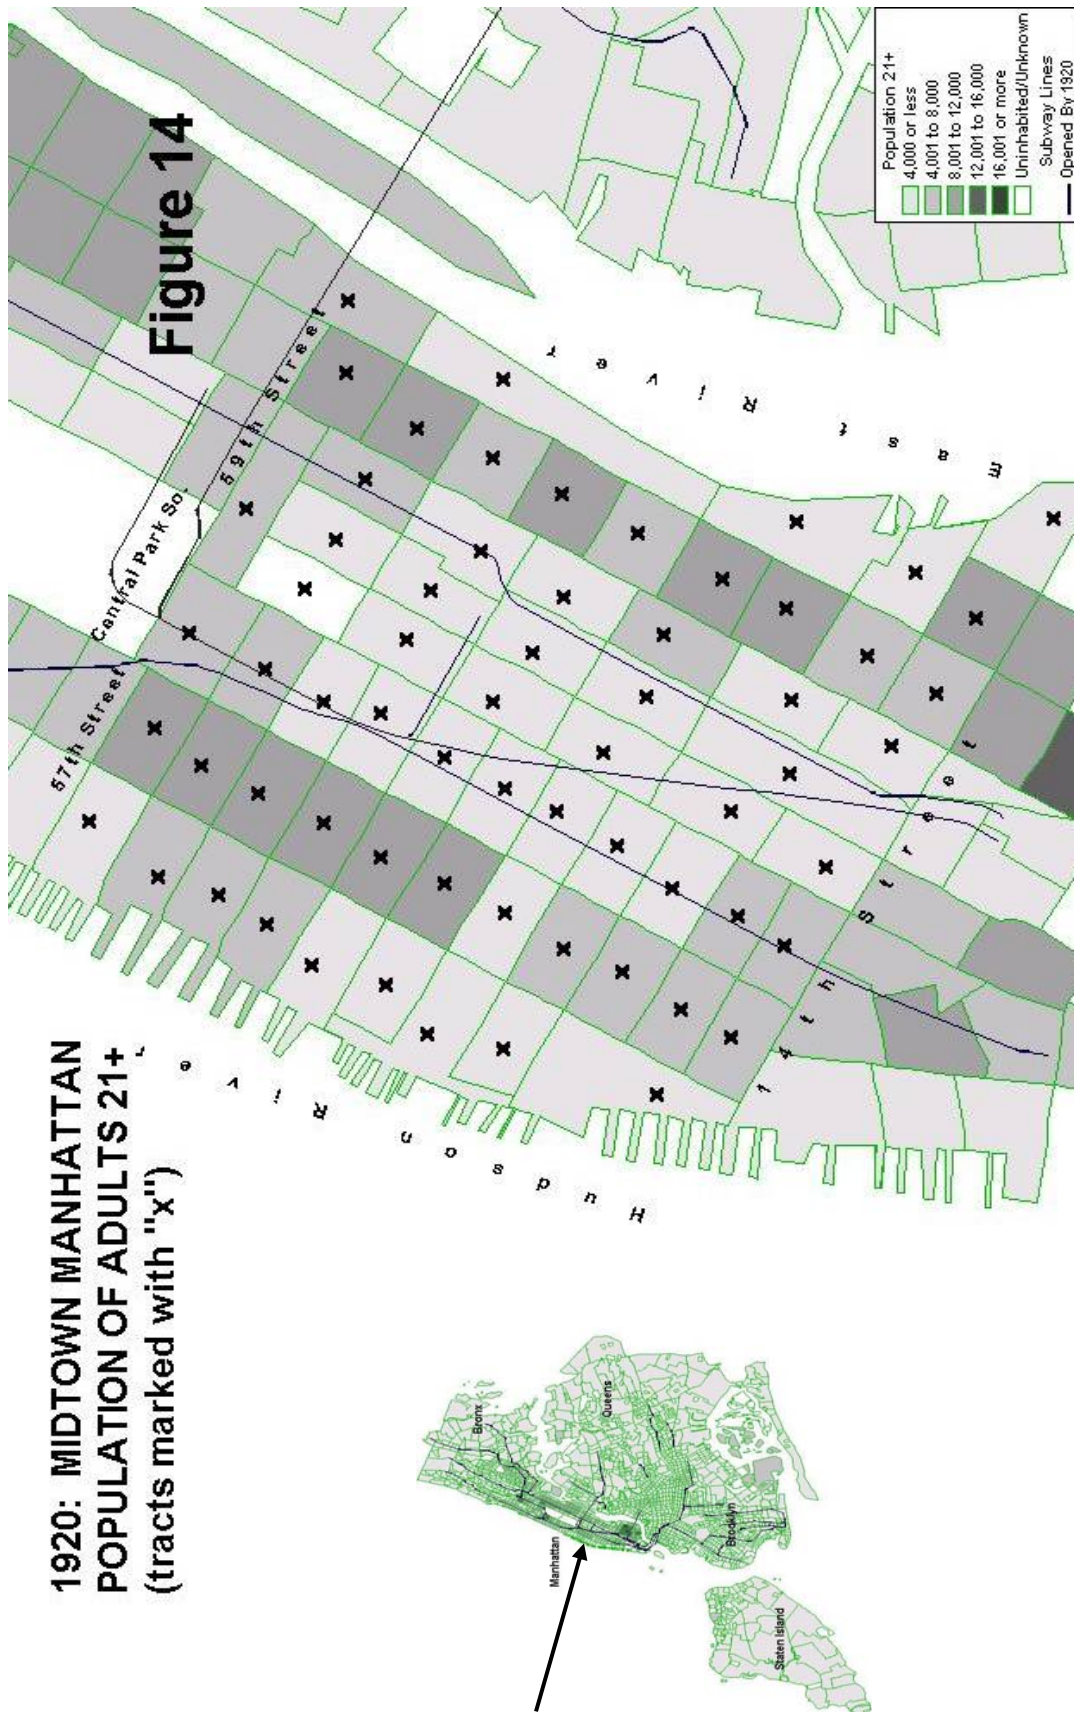 1920: MIDTOWN MANHATTAN
POPULATION OF ADULTS 21+
(tracts marked with "x")
Figure 14
57th Street
Central Park So.
59th Street
Hudson River
East River
14th Street
Population 21+
4,000 or less
4,001 to 8,000
8,001 to 12,000
12,001 to 16,000
16,001 or more
Uninhabited/Unknown
Subway Lines
Opened By 1920
Manhattan
Bronx
Queens
Brooklyn
Staten Island